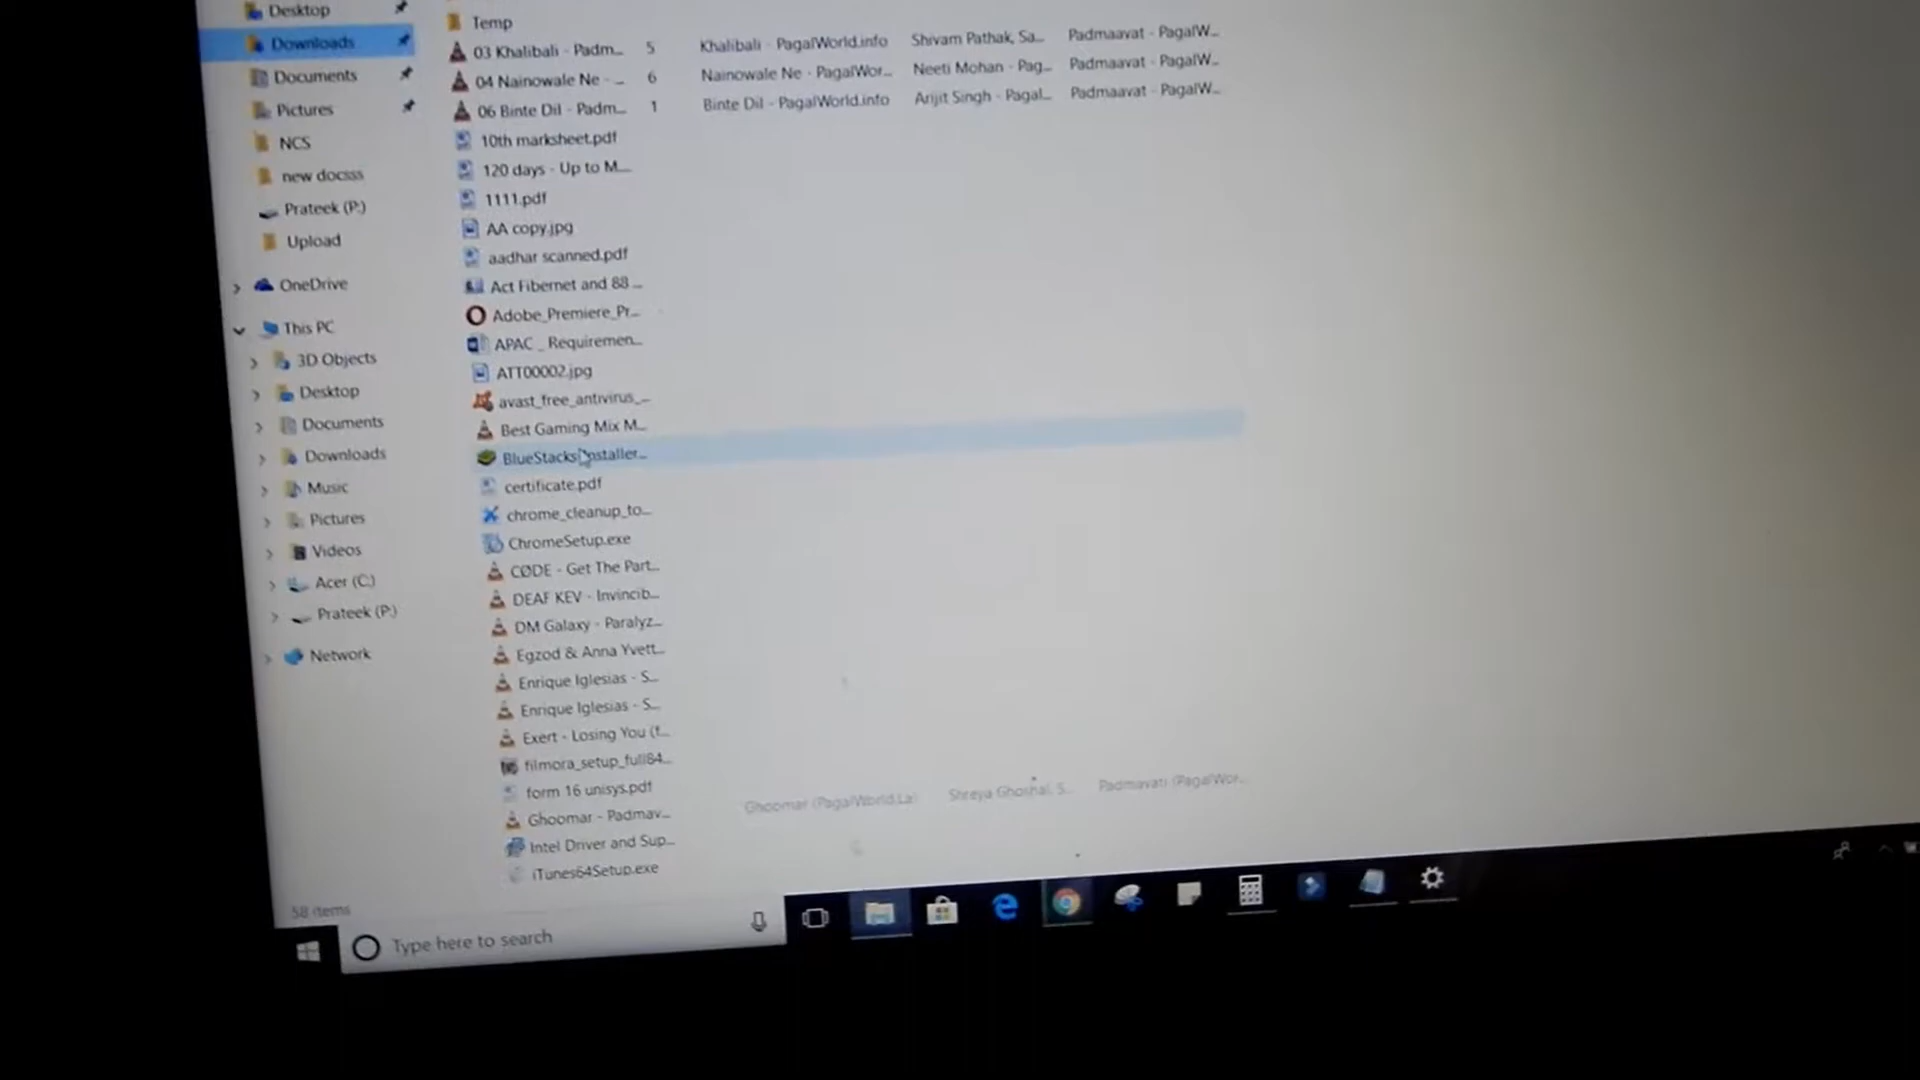 Desktop
Downloads
Documents
Pictures
NCS
new docsss
Prateek (P:)
Upload
OneDrive
This PC
3D Objects
Desktop
Documents
Downloads
Music
Pictures
Videos
Acer (C:)
Prateek (P:)
Network
58 items
Temp
03 Khalibali - Padm... 5 Khalibali - PagalWorld.info Shivam Pathak, Sa... Padmaavat - PagalW...
04 Nainowale Ne - ... 6 Nainowale Ne - PagalWor... Neeti Mohan - Pag... Padmaavat - PagalW...
06 Binte Dil - Padm... 1 Binte Dil - PagalWorld.info Arijit Singh - Pagal... Padmaavat - PagalW...
10th marksheet.pdf
120 days - Up to M...
1111.pdf
AA copy.jpg
aadhar scanned.pdf
Act Fibernet and 88 ...
Adobe_Premiere_Pr...
APAC _ Requiremen...
ATT00002.jpg
avast_free_antivirus_...
Best Gaming Mix M...
BlueStacks Installer...
certificate.pdf
chrome_cleanup_to...
ChromeSetup.exe
CØDE - Get The Part...
DEAF KEV - Invincib...
DM Galaxy - Paralyz...
Egzod & Anna Yvett...
Enrique Iglesias - S...
Enrique Iglesias - S...
Exert - Losing You (f...
filmora_setup_full84...
form 16 unisys.pdf
Ghoomar - Padmav... Ghoomar (PagalWorld.La) Shreya Ghoshal, S... Padmavati (PagalWor...
Intel Driver and Sup...
iTunes64Setup.exe
Type here to search